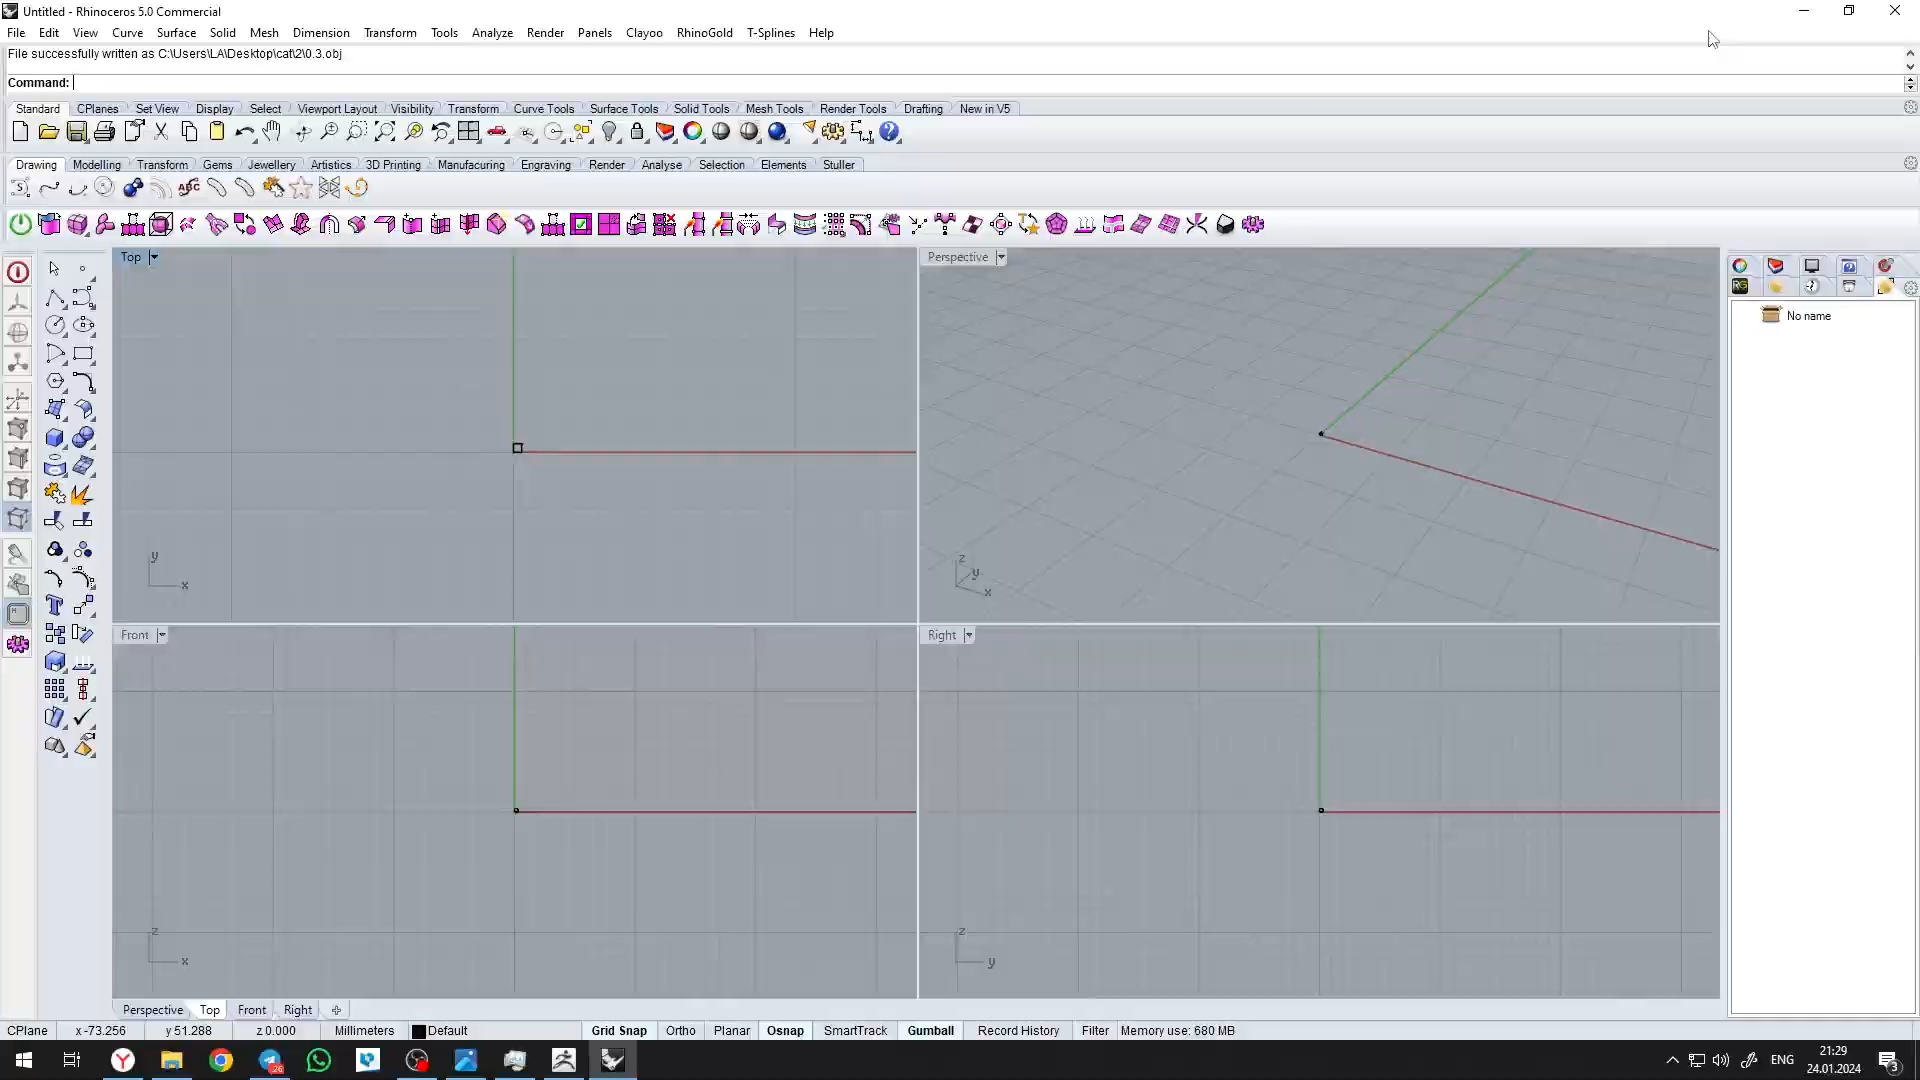 Untitled - Rhinoceros 5.0 Commercial
File Edit View Curve Surface Solid Mesh Dimension Transform Tools Analyze Render Panels Clayoo RhinoGold T-Splines Help
File successfully written as C:\Users\LA\Desktop\cat\2\0.3.obj
Command:
Standard CPlanes Set View Display Select Viewport Layout Visibility Transform Curve Tools Surface Tools Solid Tools Mesh Tools Render Tools Drafting New in V5
Drawing Modelling Transform Gems Jewellery Artistics 3D Printing Manufacuring Engraving Render Analyse Selection Elements Stuller
ABC
Top
Perspective
RG
No name
y
x
z
y
x
Front
Right
z
x
z
y
Perspective Top Front Right
CPlane x -73.256 y 51.288 z 0.000 Millimeters Default Grid Snap Ortho Planar Osnap SmartTrack Gumball Record History Filter Memory use: 680 MB
26
ENG
21:29
24.01.2024
3